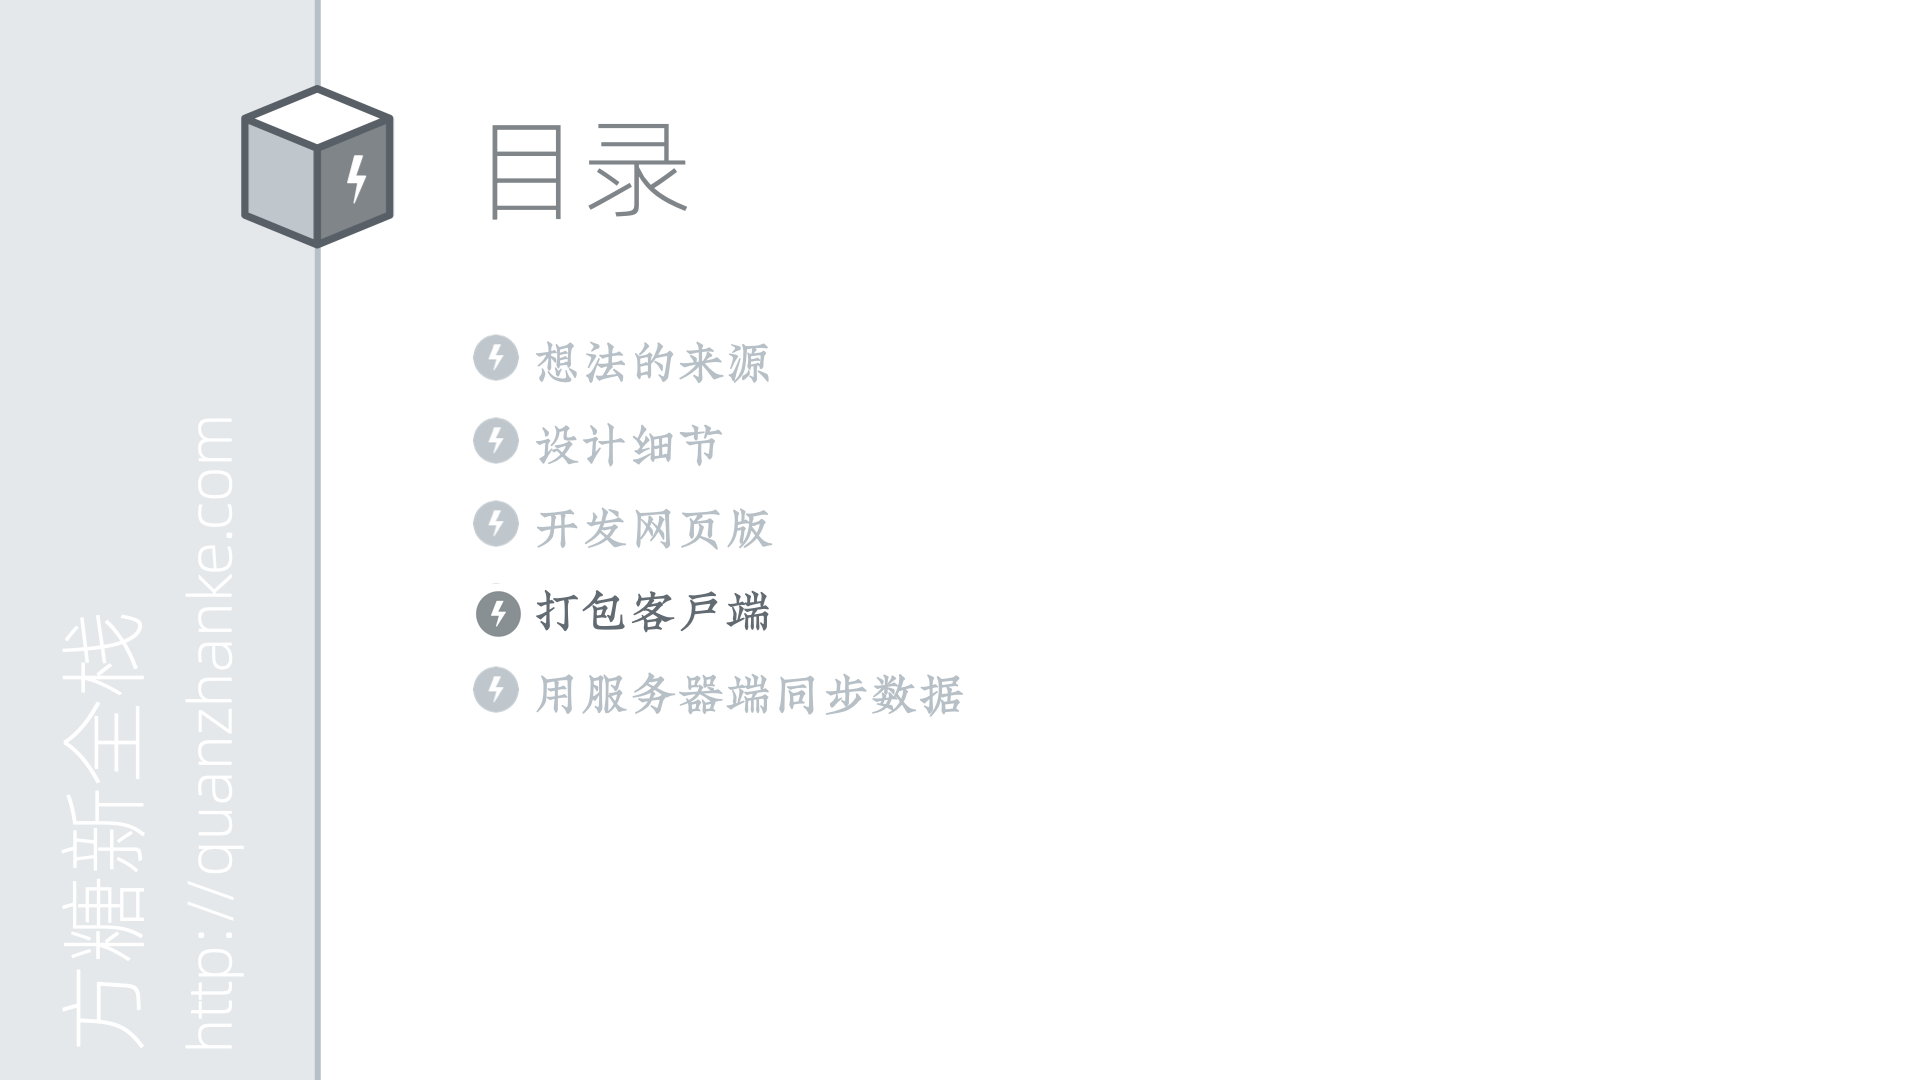 目录
想法的来源
设计细节
开发网页版
打包客户端
用服务器端同步数据
方糖新全栈
http://quanzhanke.com